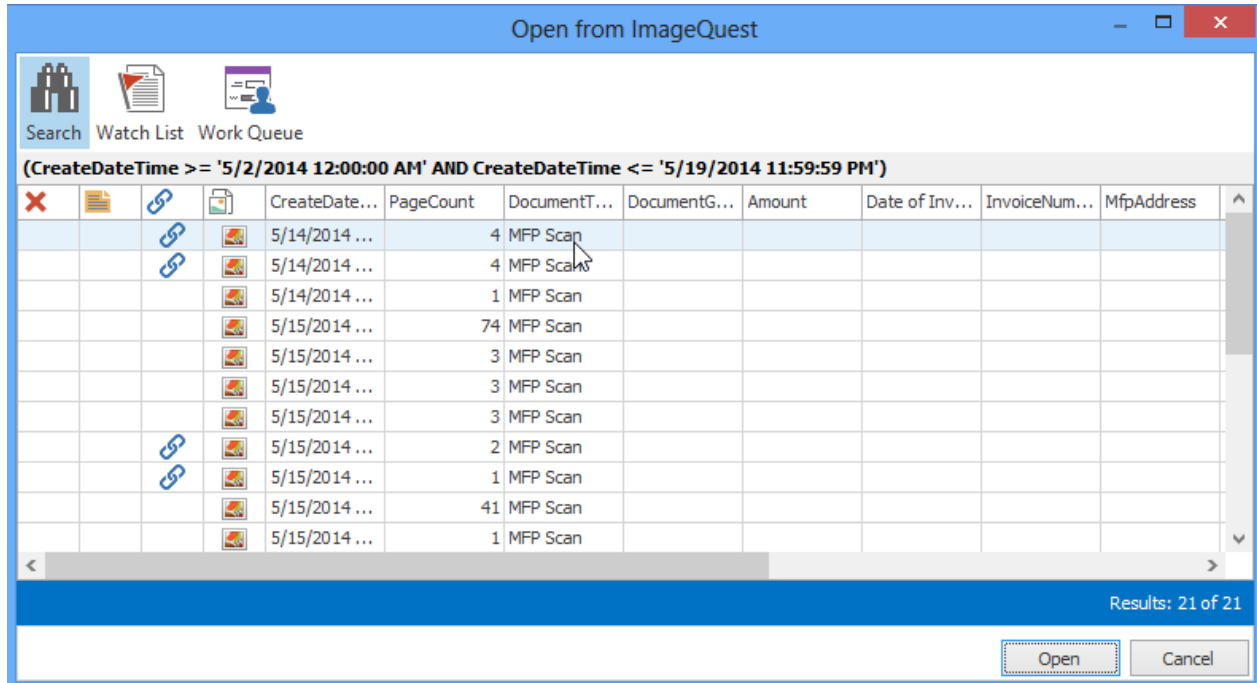 Open from ImageQuest
Search Watch List Work Queue
(CreateDateTime >= '5/2/2014 12:00:00 AM' AND CreateDateTime <= '5/19/2014 11:59:59 PM')
CreateDate... PageCount DocumentT... DocumentG... Amount Date of Inv... InvoiceNum... MfpAddress
5/14/2014 ... 4 MFP Scan
5/14/2014 ... 4 MFP Scan
5/14/2014 ... 1 MFP Scan
5/15/2014 ... 74 MFP Scan
5/15/2014 ... 3 MFP Scan
5/15/2014 ... 3 MFP Scan
5/15/2014 ... 3 MFP Scan
5/15/2014 ... 2 MFP Scan
5/15/2014 ... 1 MFP Scan
5/15/2014 ... 41 MFP Scan
5/15/2014 ... 1 MFP Scan
Results: 21 of 21
Open Cancel